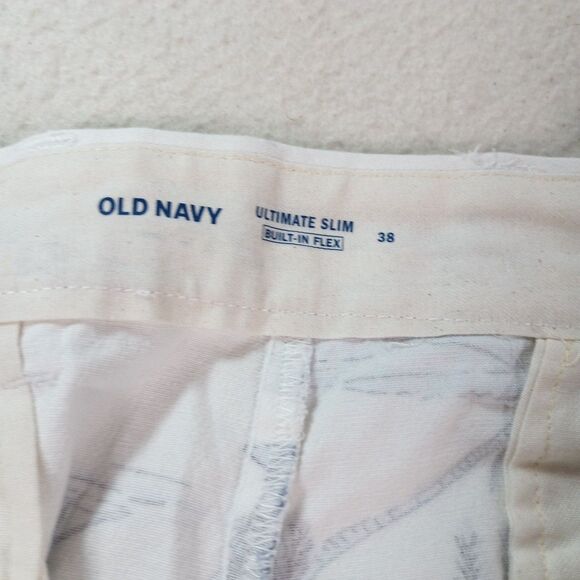 OLD NAVY
ULTIMATE SLIM
BUILT-IN FLEX
38